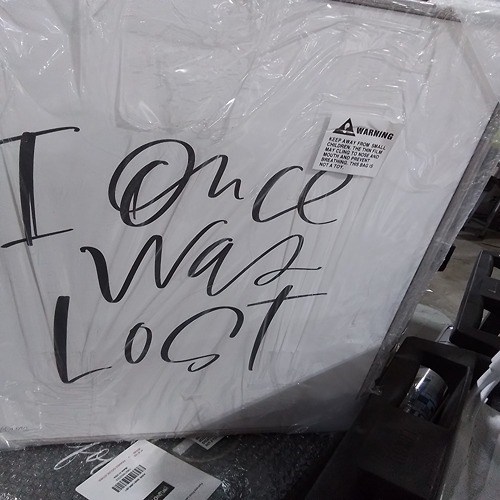 I Once
Was
Lost
WARNING
KEEP AWAY FROM SMALL
CHILDREN. THE THIN FILM
MAY CLING TO NOSE AND
MOUTH AND PREVENT
BREATHING. THIS BAG IS
NOT A TOY.